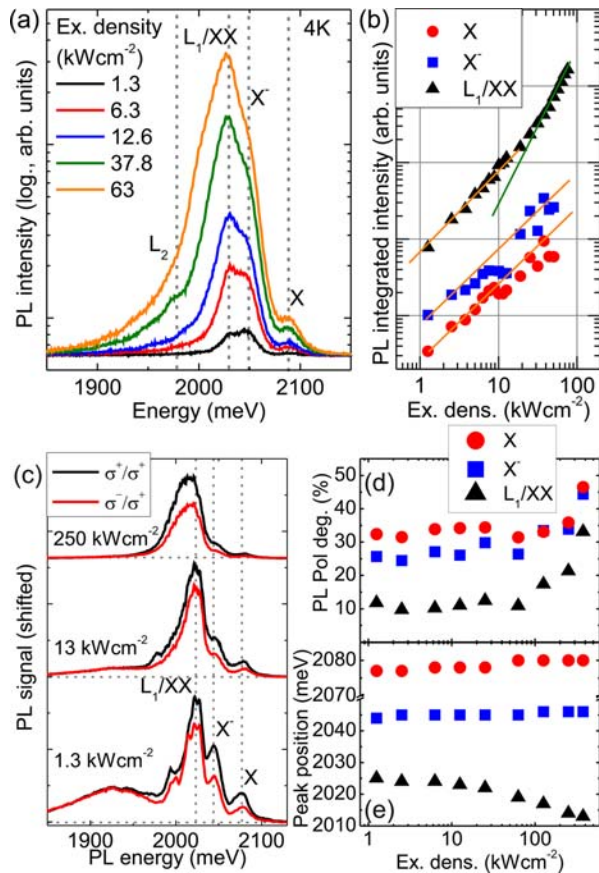 (a)
Ex. density
(kWcm⁻²)
1.3
6.3
12.6
37.8
63
L₁/XX
4K
X⁻
L₂
X
PL intensity (log., arb. units)
1900 2000 2100
Energy (meV)
(b)
X
X⁻
L₁/XX
PL integrated intensity (arb. units)
1 10 100
Ex. dens. (kWcm⁻²)
(c)
σ⁺/σ⁺
σ⁻/σ⁺
250 kWcm⁻²
13 kWcm⁻²
L₁/XX
X⁻
1.3 kWcm⁻²
X
PL signal (shifted)
1900 2000 2100
PL energy (meV)
X
X⁻
L₁/XX
(d)
50
40
30
20
10
0
PL Pol deg. (%)
2080
2070
2045
2030
2020
2010
Peak position (meV)
(e)
1 10 100
Ex. dens. (kWcm⁻²)